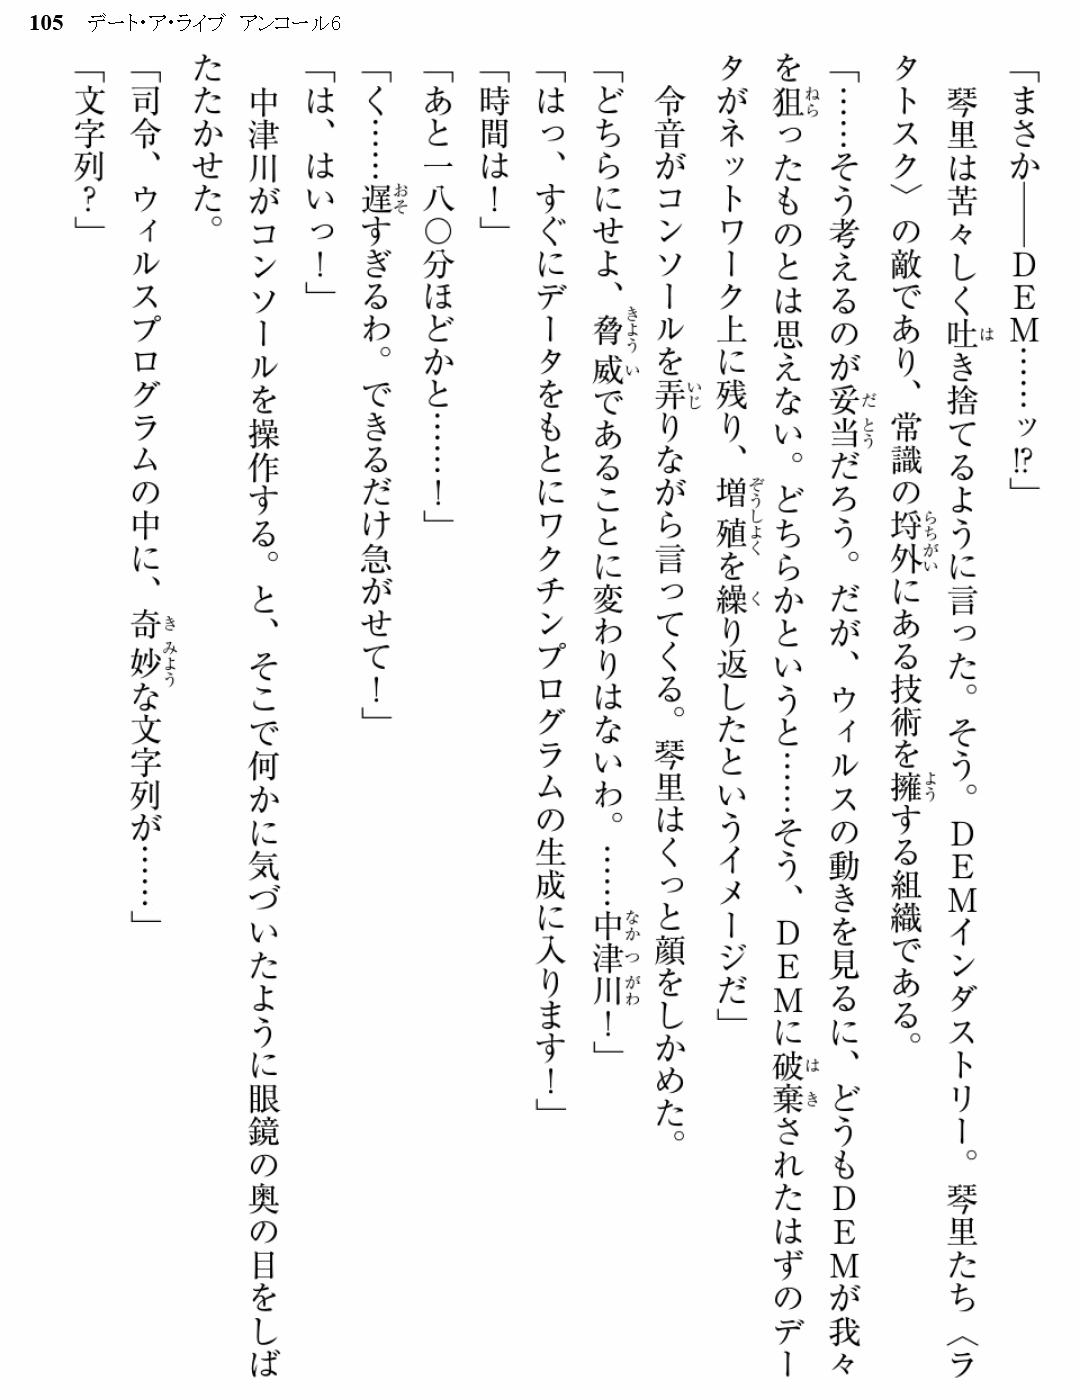 105 デート・ア・ライブ アンコール6
「まさか――DEM……ッ!?」
琴里は苦々しく吐き捨てるように言った。そう。DEMインダストリー。琴里たち〈ラ
タトスク〉の敵であり、常識の埒外にある技術を擁する組織である。
「……そう考えるのが妥当だろう。だが、ウィルスの動きを見るに、どうもDEMが我々
を狙ったものとは思えない。どちらかというと……そう、DEMに破棄されたはずのデー
タがネットワーク上に残り、増殖を繰り返したというイメージだ」
令音がコンソールを弄りながら言ってくる。琴里はくっと顔をしかめた。
「どちらにせよ、脅威であることに変わりはないわ。……中津川！」
「はっ、すぐにデータをもとにワクチンプログラムの生成に入ります！」
「時間は！」
「あと一八〇分ほどかと……！」
「く……遅すぎるわ。できるだけ急がせて！」
「は、はいっ！」
中津川がコンソールを操作する。と、そこで何かに気づいたように眼鏡の奥の目をしば
たたかせた。
「司令、ウィルスプログラムの中に、奇妙な文字列が……」
「文字列？」